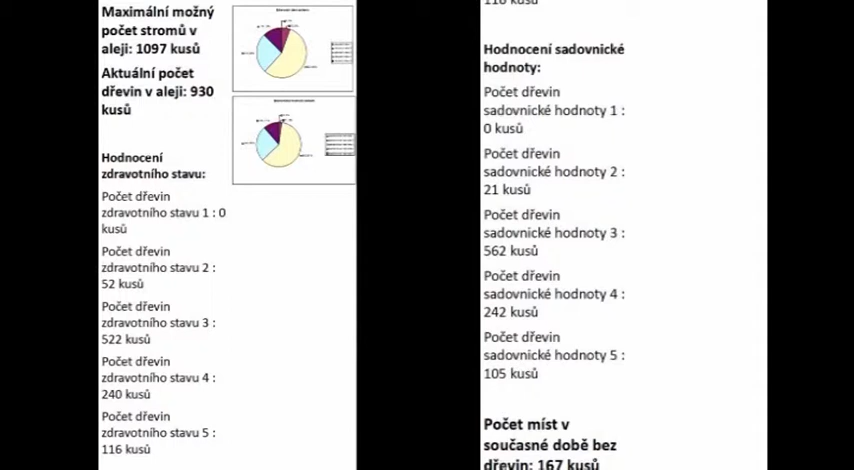 Maximální možný
počet stromů v
aleji: 1097 kusů
Aktuální počet
dřevin v aleji: 930
kusů
Hodnocení
zdravotního stavu:
Počet dřevin
zdravotního stavu 1 : 0
kusů
Počet dřevin
zdravotního stavu 2 :
52 kusů
Počet dřevin
zdravotního stavu 3 :
522 kusů
Počet dřevin
zdravotního stavu 4 :
240 kusů
Počet dřevin
zdravotního stavu 5 :
116 kusů
116 kusů
Hodnocení sadovnické
hodnoty:
Počet dřevin
sadovnické hodnoty 1 :
0 kusů
Počet dřevin
sadovnické hodnoty 2 :
21 kusů
Počet dřevin
sadovnické hodnoty 3 :
562 kusů
Počet dřevin
sadovnické hodnoty 4 :
242 kusů
Počet dřevin
sadovnické hodnoty 5 :
105 kusů
Počet míst v
současné době bez
dřevin: 167 kusů